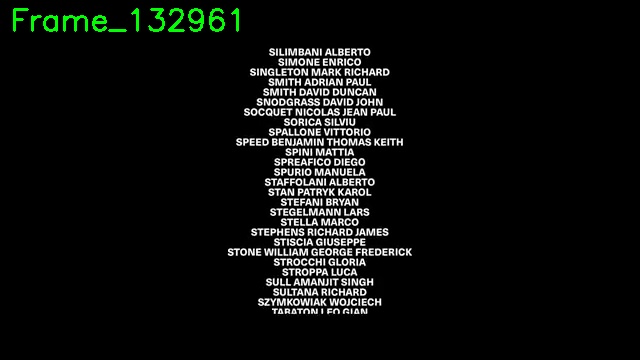 Frame_132961
SILIMBANI ALBERTO
SIMONE ENRICO
SINGLETON MARK RICHARD
SMITH ADRIAN PAUL
SMITH DAVID DUNCAN
SNODGRASS DAVID JOHN
SOCQUET NICOLAS JEAN PAUL
SORICA SILVIU
SPALLONE VITTORIO
SPEED BENJAMIN THOMAS KEITH
SPINI MATTIA
SPREAFICO DIEGO
SPURIO MANUELA
STAFFOLANI ALBERTO
STAN PATRYK KAROL
STEFANI BRYAN
STEGELMANN LARS
STELLA MARCO
STEPHENS RICHARD JAMES
STISCIA GIUSEPPE
STONE WILLIAM GEORGE FREDERICK
STROCCHI GLORIA
STROPPA LUCA
SULL AMANJIT SINGH
SULTANA RICHARD
SZYMKOWIAK WOJCIECH
TABATON LEO GIAN